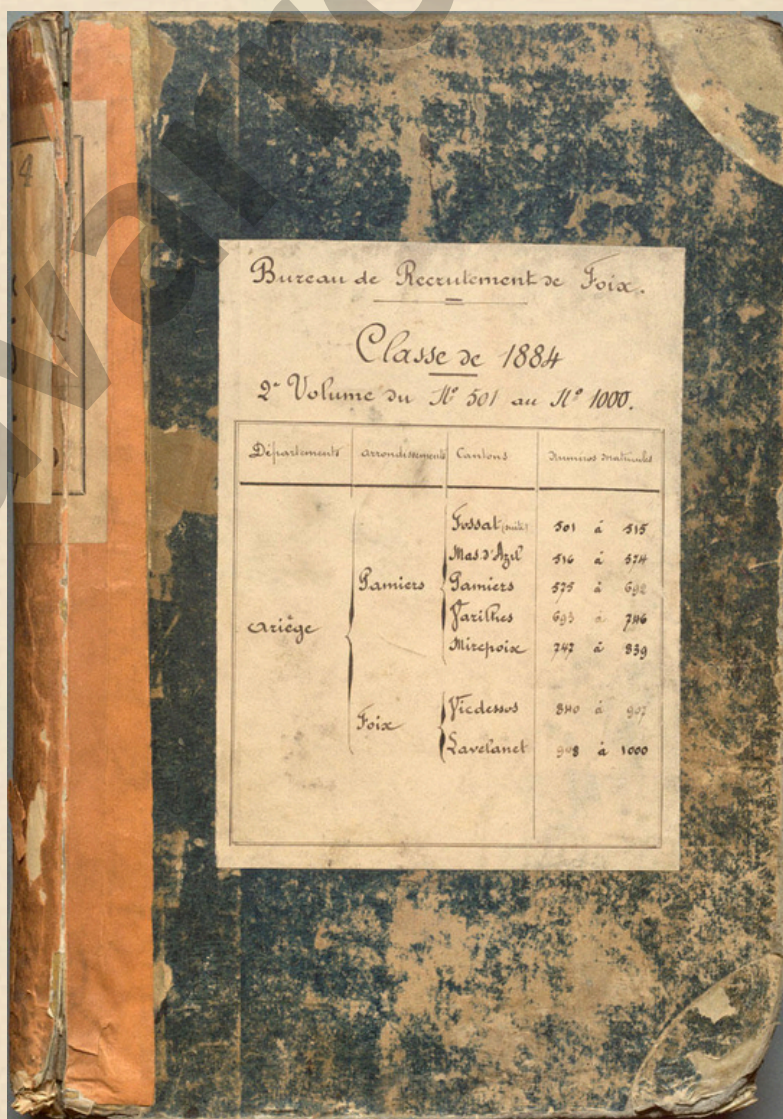 Bureau de Recrutement de Foix.
Classe de 1884
2e Volume du No 501 au No 1000.
Départements Arrondissements Cantons Numéros Matricules
Fossat (suite) 501 à 515
Mas d'Azil 516 à 574
Pamiers Pamiers 575 à 692
Varilhes 693 à 746
Ariège Mirepoix 747 à 839
Vicdessos 840 à 907
Foix
Lavelanet 908 à 1000